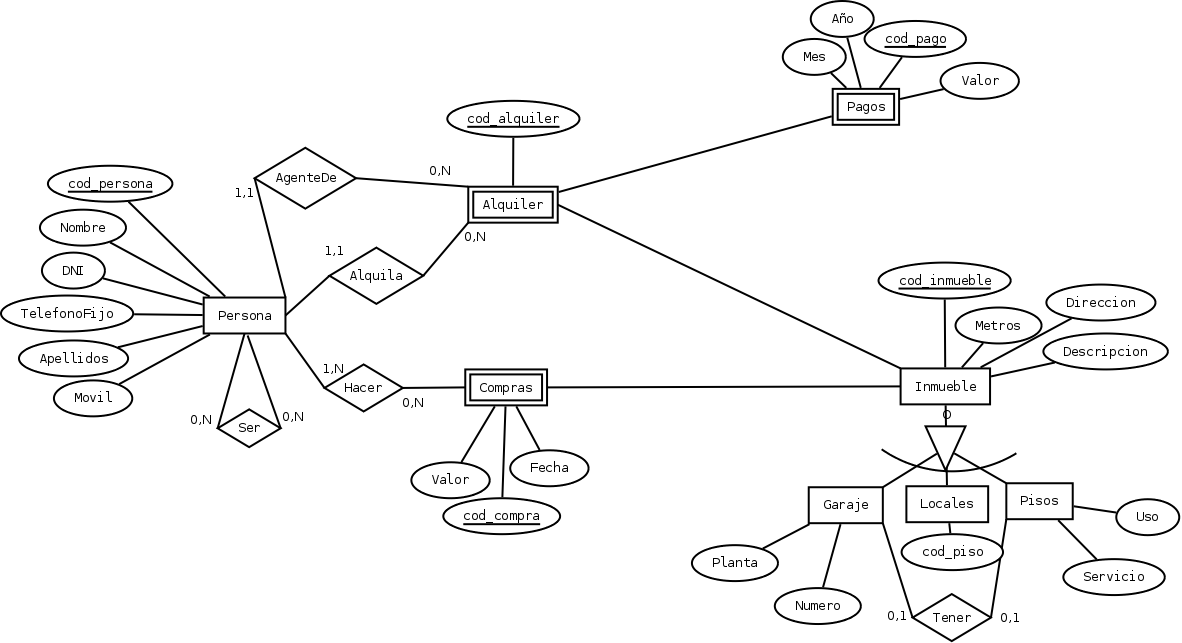 Año
cod_pago
Mes
Valor
Pagos
cod_alquiler
AgenteDe
0,N
1,1
Alquiler
cod_persona
Nombre
DNI
TelefonoFijo
Apellidos
Movil
Persona
1,1
0,N
Alquila
cod_inmueble
Metros
Direccion
Descripcion
Inmueble
1,N
Hacer
0,N
Compras
0,N
Ser
0,N
Valor
Fecha
cod_compra
O
Garaje
Locales
Pisos
Uso
Planta
cod_piso
Servicio
Numero
0,1
Tener
0,1